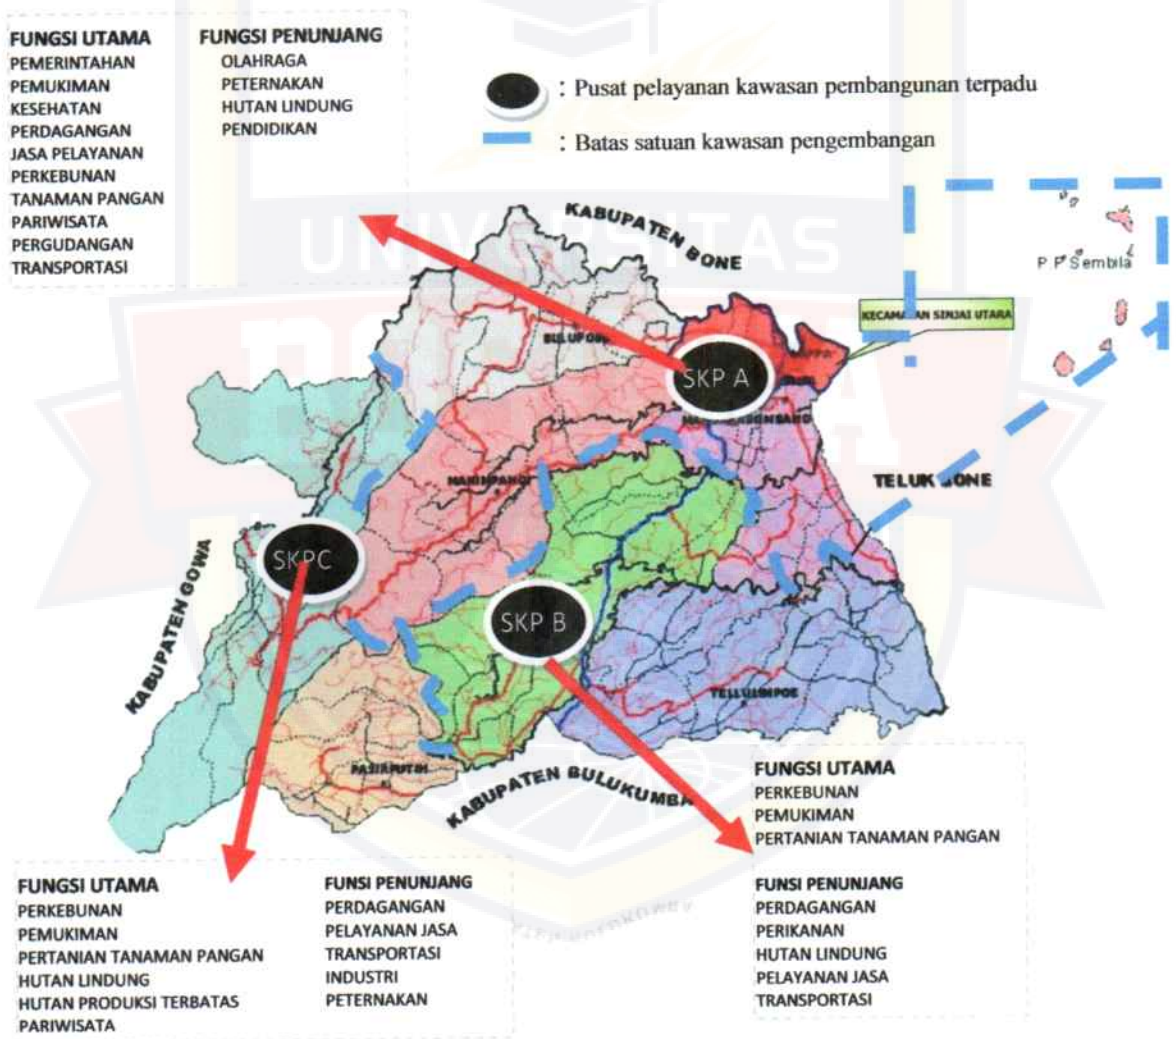 FUNGSI UTAMA
PEMERINTAHAN
PEMUKIMAN
KESEHATAN
PERDAGANGAN
JASA PELAYANAN
PERKEBUNAN
TANAMAN PANGAN
PARIWISATA
PERGUDANGAN
TRANSPORTASI
FUNGSI PENUNJANG
OLAHRAGA
PETERNAKAN
HUTAN LINDUNG
PENDIDIKAN
: Pusat pelayanan kawasan pembangunan terpadu
: Batas satuan kawasan pengembangan
UNIVERSITAS
KABUPATEN BONE
P P Sembila
KECAMATAN SINJAI UTARA
SKP A
MANIMPAHOI
TELUK BONE
SKPC
SKP B
KABUPATEN GOWA
TELLULIMPOE
PASIRPUTIH
KABUPATEN BULUKUMBA
FUNGSI UTAMA
PERKEBUNAN
PEMUKIMAN
PERTANIAN TANAMAN PANGAN
FUNSI PENUNJANG
PERDAGANGAN
PERIKANAN
HUTAN LINDUNG
PELAYANAN JASA
TRANSPORTASI
FUNGSI UTAMA
PERKEBUNAN
PEMUKIMAN
PERTANIAN TANAMAN PANGAN
HUTAN LINDUNG
HUTAN PRODUKSI TERBATAS
PARIWISATA
FUNSI PENUNJANG
PERDAGANGAN
PELAYANAN JASA
TRANSPORTASI
INDUSTRI
PETERNAKAN